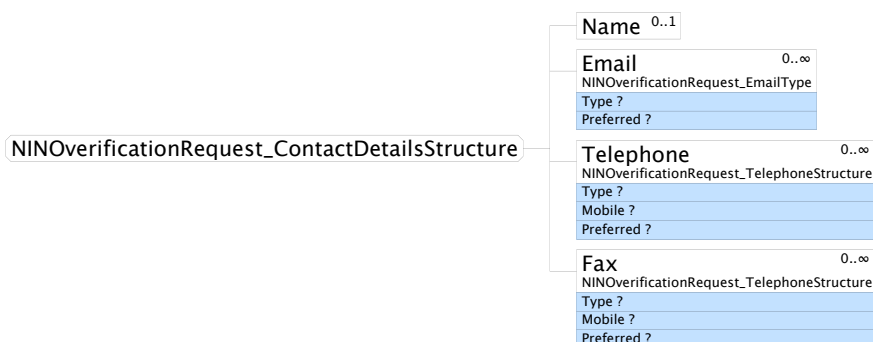 NINOverificationRequest_ContactDetailsStructure
Name 0..1
Email 0..∞
NINOverificationRequest_EmailType
Type ?
Preferred ?
Telephone 0..∞
NINOverificationRequest_TelephoneStructure
Type ?
Mobile ?
Preferred ?
Fax 0..∞
NINOverificationRequest_TelephoneStructure
Type ?
Mobile ?
Preferred ?